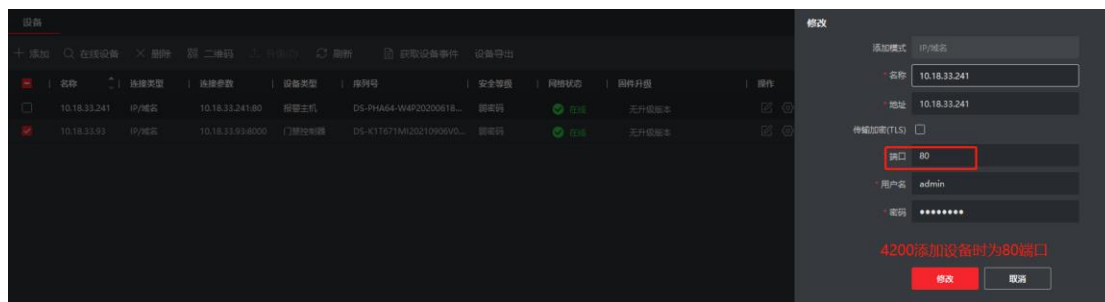 设备
修改
添加 在线设备 删除 二维码 刷新 获取设备事件 设备导出
添加模式 IP/域名
名称 连接类型 连接参数 设备类型 序列号 安全等级 网络状态 固件升级 操作
* 名称 10.18.33.241
10.18.33.241 IP/域名 10.18.33.241:80 报警主机 DS-PHA64-W4P20200618... 弱密码 在线 无升级版本
* 地址 10.18.33.241
10.18.33.93 IP/域名 10.18.33.93:8000 门禁控制器 DS-K1T671MI20210906V0... 弱密码 在线 无升级版本
传输加密(TLS)
* 端口 80
* 用户名 admin
* 密码 ●●●●●●●●
4200添加设备时为80端口
修改 取消